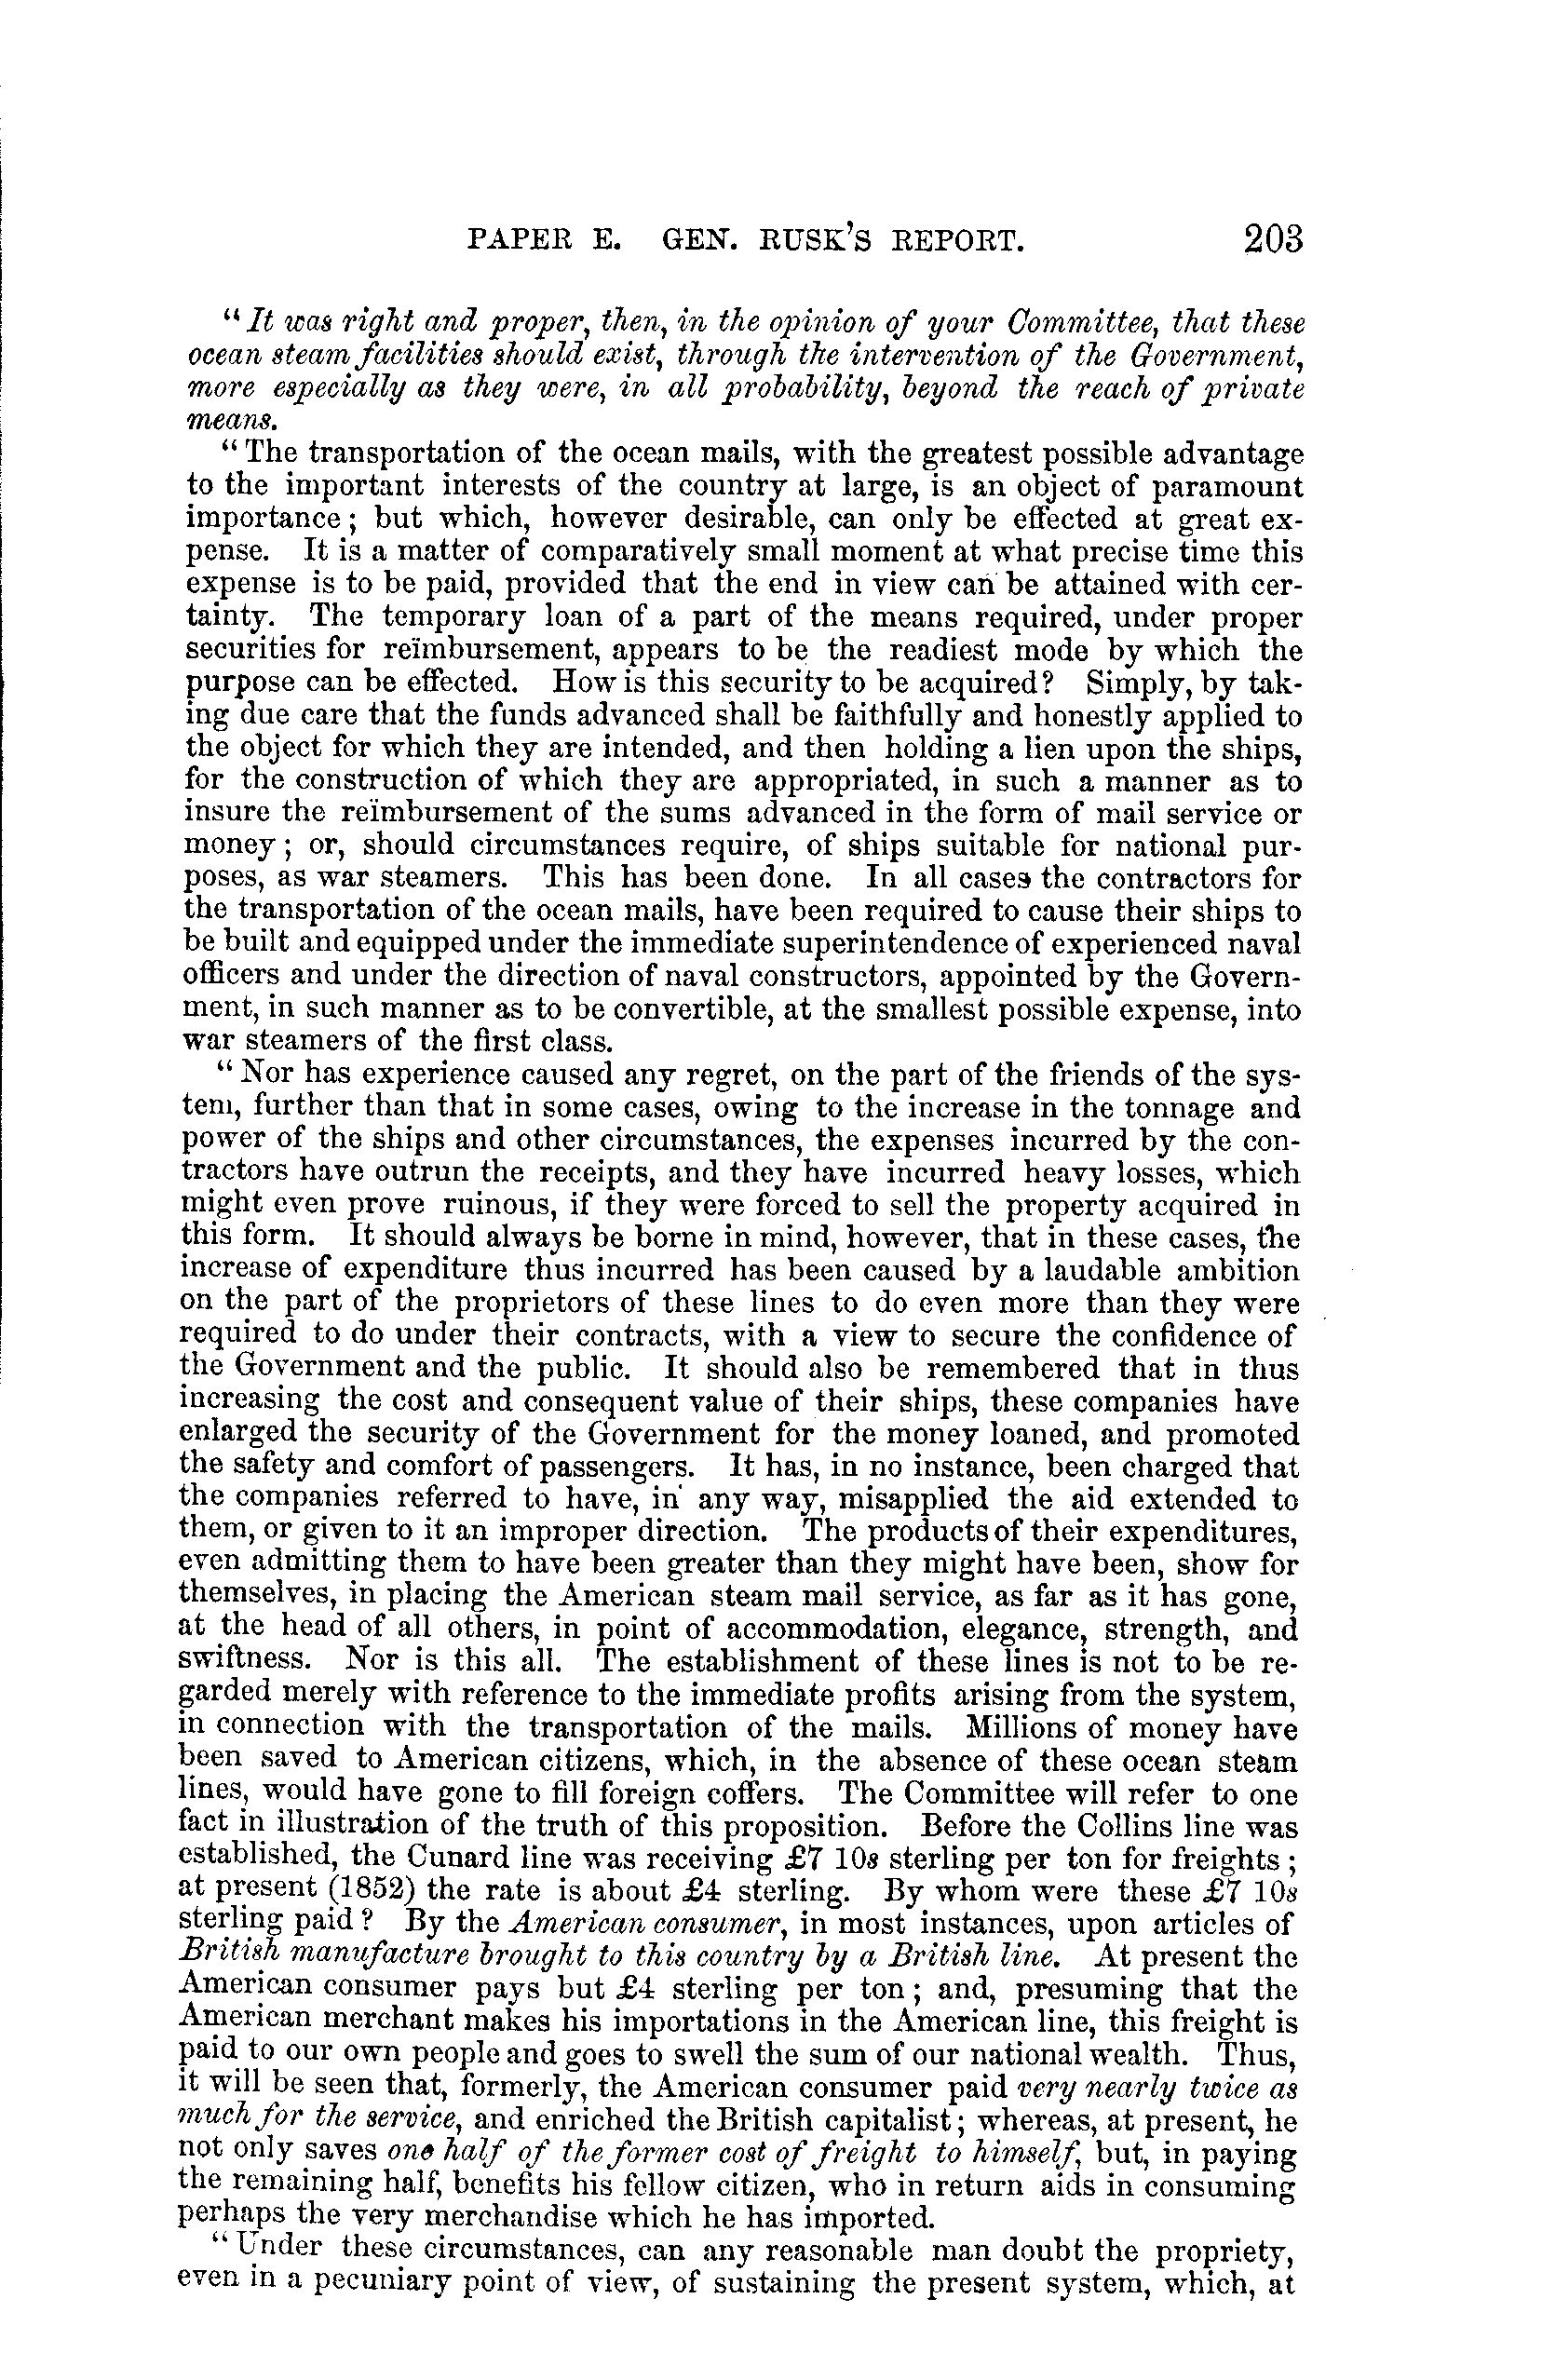 PAPER E. GEN. RUSK'S REPORT. 203
“It was right and proper, then, in the opinion of your Committee, that these
ocean steam facilities should exist, through the intervention of the Government,
more especially as they were, in all probability, beyond the reach of private
means.
“The transportation of the ocean mails, with the greatest possible advantage
to the important interests of the country at large, is an object of paramount
importance; but which, however desirable, can only be effected at great ex-
pense. It is a matter of comparatively small moment at what precise time this
expense is to be paid, provided that the end in view can be attained with cer-
tainty. The temporary loan of a part of the means required, under proper
securities for reïmbursement, appears to be the readiest mode by which the
purpose can be effected. How is this security to be acquired? Simply, by tak-
ing due care that the funds advanced shall be faithfully and honestly applied to
the object for which they are intended, and then holding a lien upon the ships,
for the construction of which they are appropriated, in such a manner as to
insure the reïmbursement of the sums advanced in the form of mail service or
money; or, should circumstances require, of ships suitable for national pur-
poses, as war steamers. This has been done. In all cases the contractors for
the transportation of the ocean mails, have been required to cause their ships to
be built and equipped under the immediate superintendence of experienced naval
officers and under the direction of naval constructors, appointed by the Govern-
ment, in such manner as to be convertible, at the smallest possible expense, into
war steamers of the first class.
“Nor has experience caused any regret, on the part of the friends of the sys-
tem, further than that in some cases, owing to the increase in the tonnage and
power of the ships and other circumstances, the expenses incurred by the con-
tractors have outrun the receipts, and they have incurred heavy losses, which
might even prove ruinous, if they were forced to sell the property acquired in
this form. It should always be borne in mind, however, that in these cases, the
increase of expenditure thus incurred has been caused by a laudable ambition
on the part of the proprietors of these lines to do even more than they were
required to do under their contracts, with a view to secure the confidence of
the Government and the public. It should also be remembered that in thus
increasing the cost and consequent value of their ships, these companies have
enlarged the security of the Government for the money loaned, and promoted
the safety and comfort of passengers. It has, in no instance, been charged that
the companies referred to have, in any way, misapplied the aid extended to
them, or given to it an improper direction. The products of their expenditures,
even admitting them to have been greater than they might have been, show for
themselves, in placing the American steam mail service, as far as it has gone,
at the head of all others, in point of accommodation, elegance, strength, and
swiftness. Nor is this all. The establishment of these lines is not to be re-
garded merely with reference to the immediate profits arising from the system,
in connection with the transportation of the mails. Millions of money have
been saved to American citizens, which, in the absence of these ocean steam
lines, would have gone to fill foreign coffers. The Committee will refer to one
fact in illustration of the truth of this proposition. Before the Collins line was
established, the Cunard line was receiving £7 10s sterling per ton for freights;
at present (1852) the rate is about £4 sterling. By whom were these £7 10s
sterling paid? By the American consumer, in most instances, upon articles of
British manufacture brought to this country by a British line. At present the
American consumer pays but £4 sterling per ton; and, presuming that the
American merchant makes his importations in the American line, this freight is
paid to our own people and goes to swell the sum of our national wealth. Thus,
it will be seen that, formerly, the American consumer paid very nearly twice as
much for the service, and enriched the British capitalist; whereas, at present, he
not only saves one half of the former cost of freight to himself, but, in paying
the remaining half, benefits his fellow citizen, who in return aids in consuming
perhaps the very merchandise which he has imported.
“Under these circumstances, can any reasonable man doubt the propriety,
even in a pecuniary point of view, of sustaining the present system, which, at